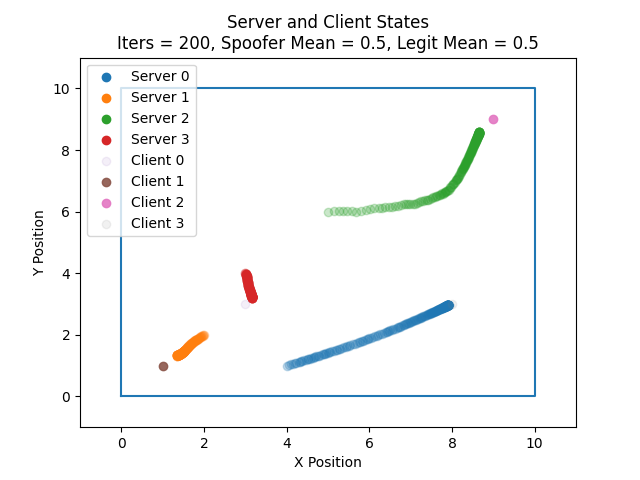 Server and Client States
Iters = 200, Spoofer Mean = 0.5, Legit Mean = 0.5
Server 0
Server 1
Server 2
Server 3
Client 0
Client 1
Client 2
Client 3
10
8
6
4
2
0
Y Position
0 2 4 6 8 10
X Position